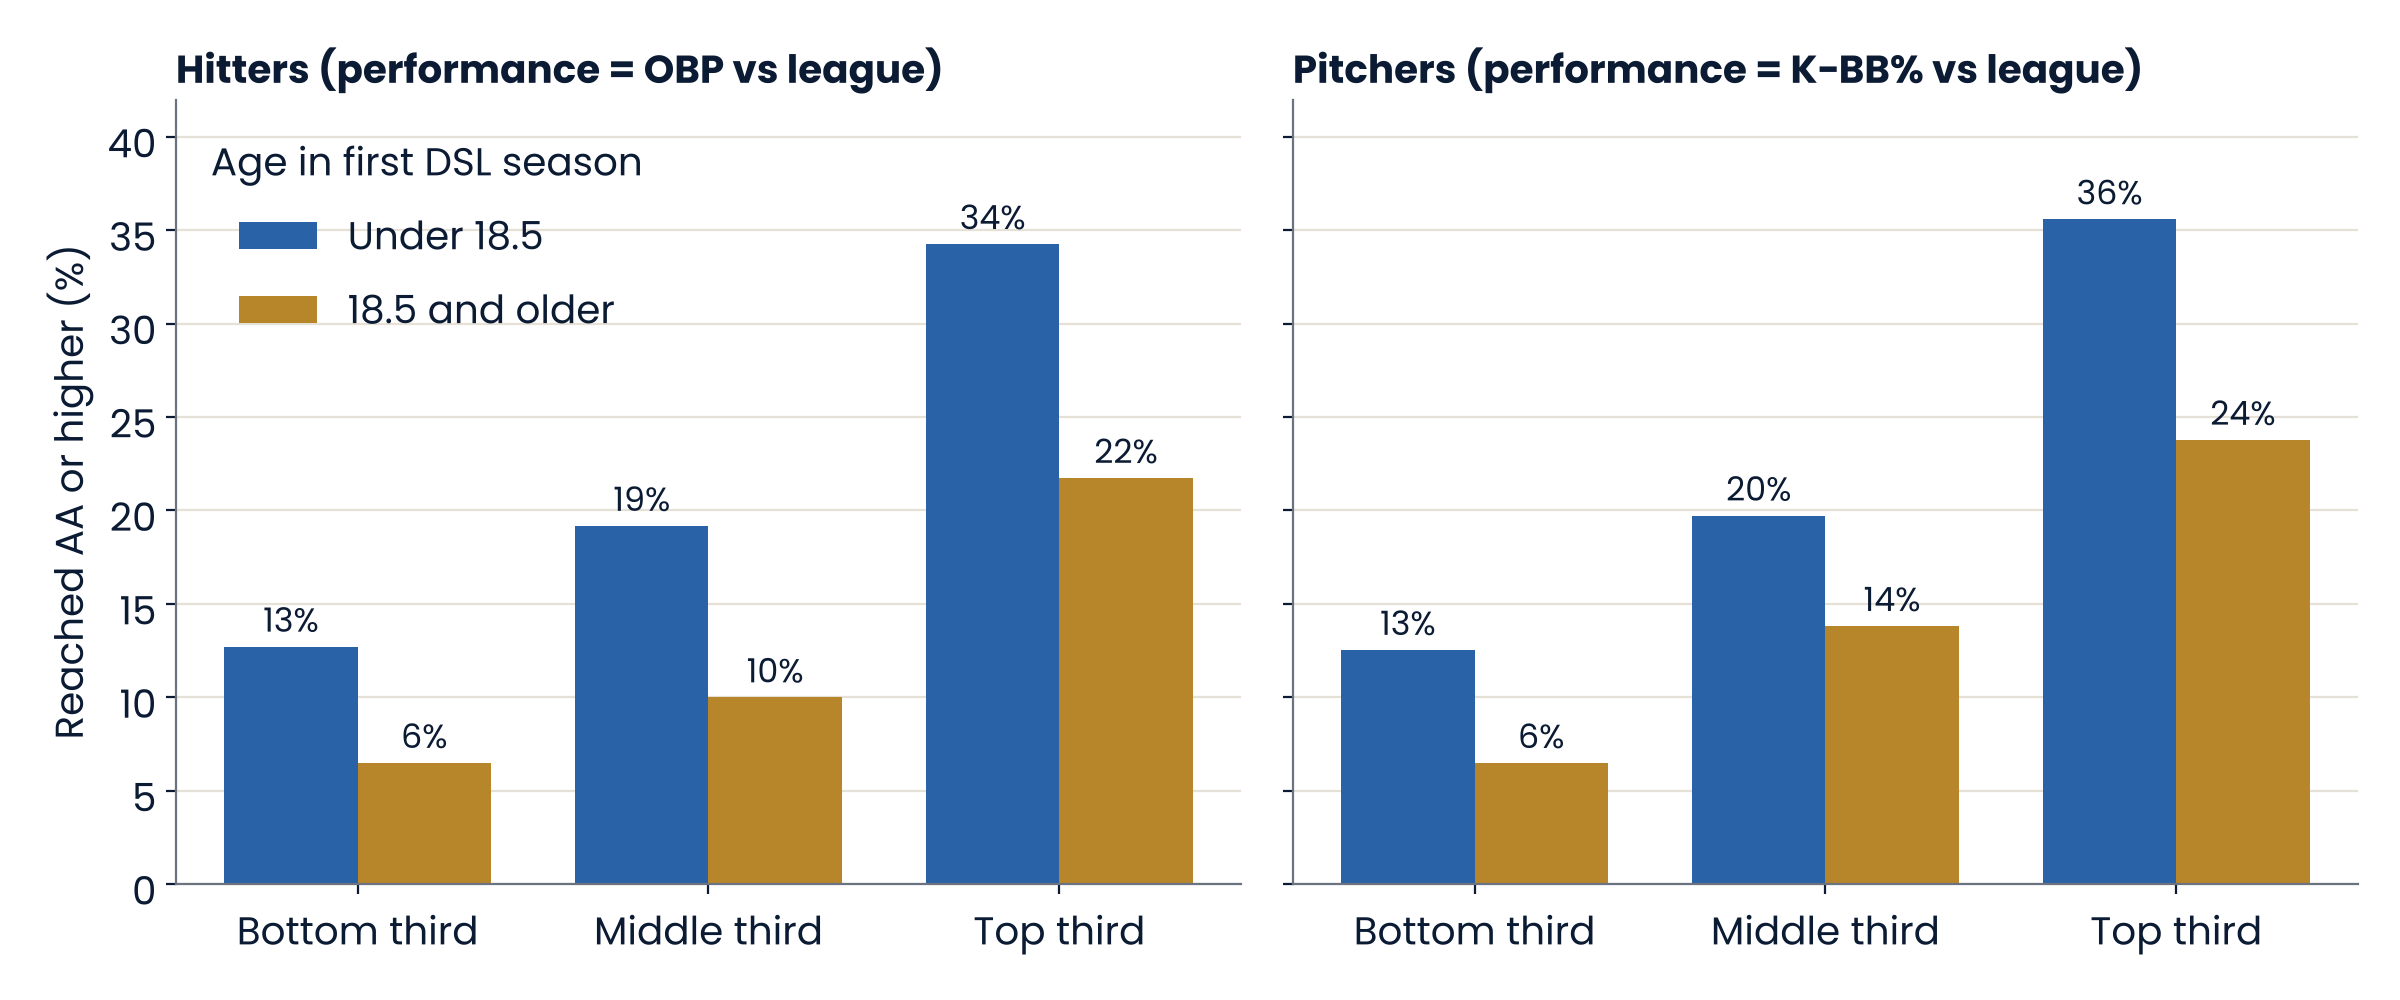 Hitters (performance = OBP vs league)
Reached AA or higher (%)
40
35
30
25
20
15
10
5
0
Age in first DSL season
Under 18.5
18.5 and older
13%
6%
19%
10%
34%
22%
Bottom third
Middle third
Top third
Pitchers (performance = K−BB% vs league)
13%
6%
20%
14%
36%
24%
Bottom third
Middle third
Top third